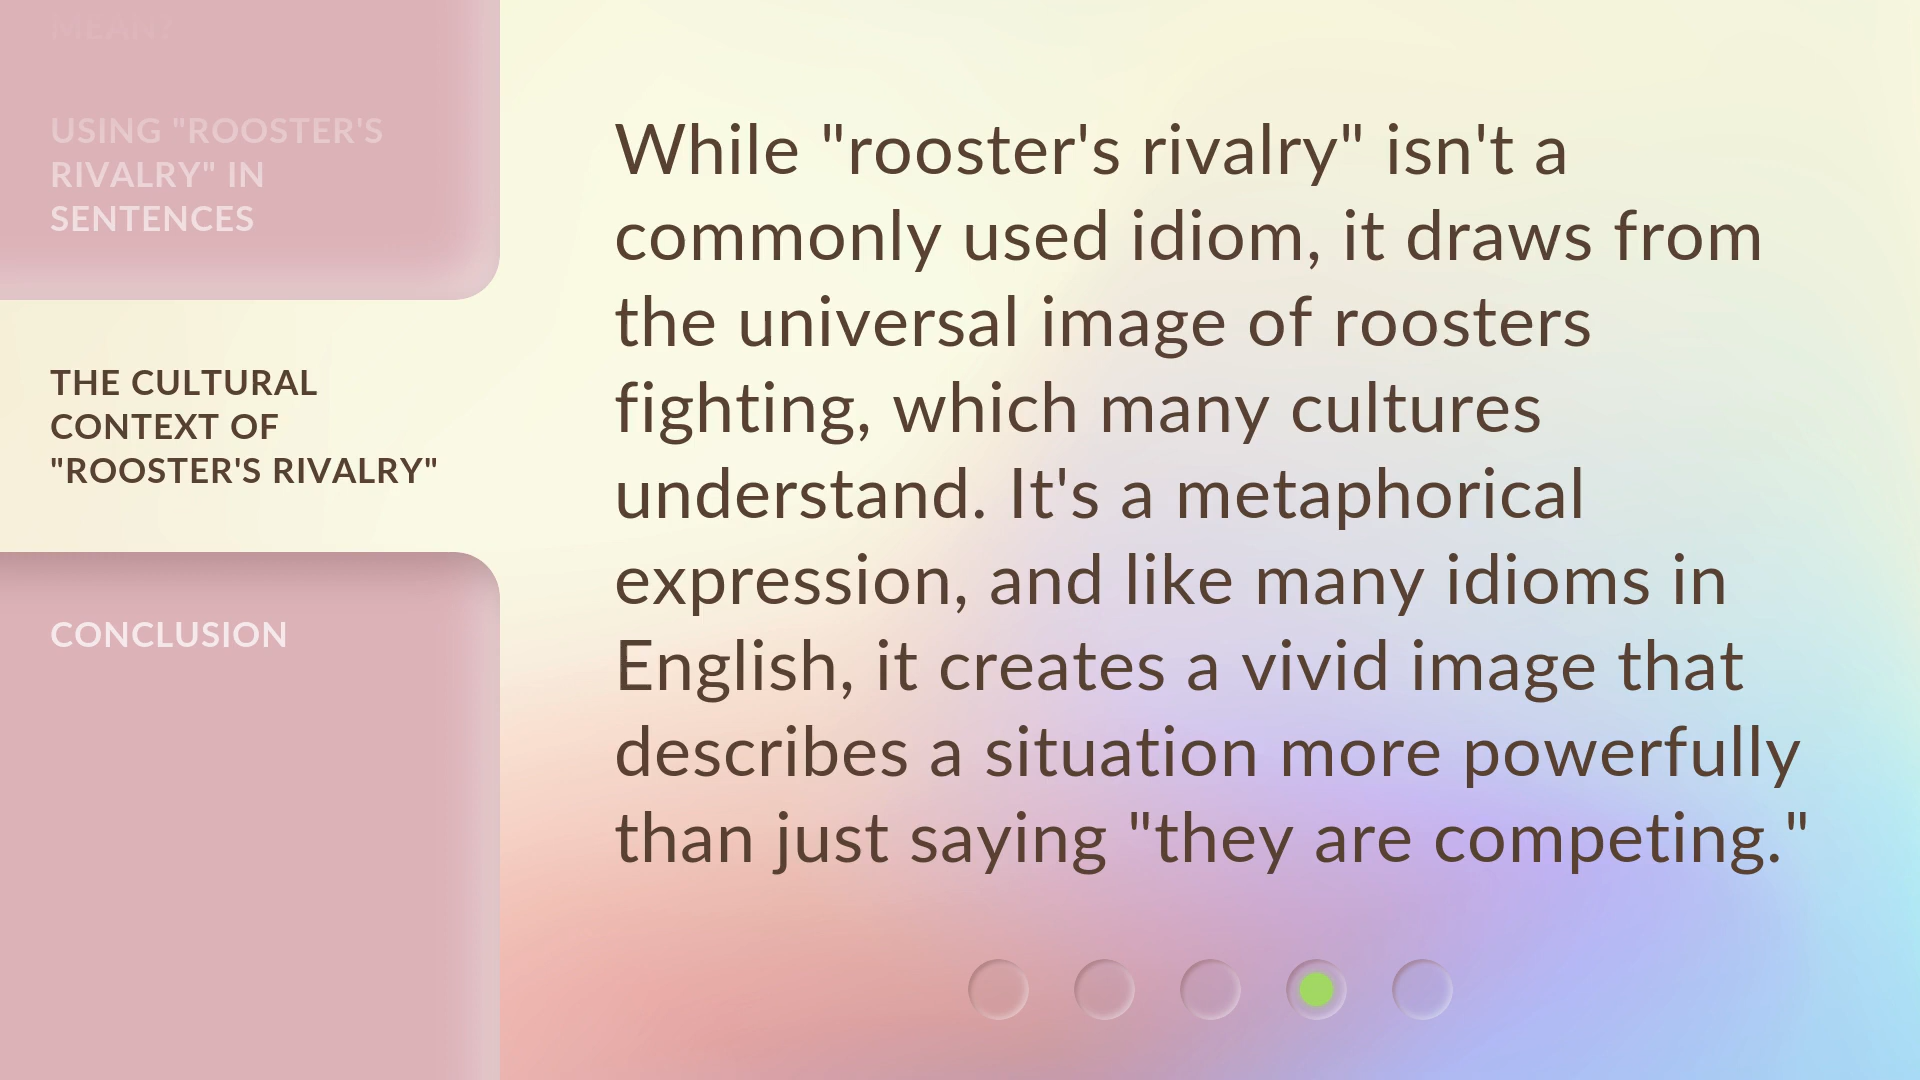 MEAN?
USING "ROOSTER'S
RIVALRY" IN
SENTENCES
THE CULTURAL
CONTEXT OF
"ROOSTER'S RIVALRY"
CONCLUSION
While "rooster's rivalry" isn't a
commonly used idiom, it draws from
the universal image of roosters
fighting, which many cultures
understand. It's a metaphorical
expression, and like many idioms in
English, it creates a vivid image that
describes a situation more powerfully
than just saying "they are competing."